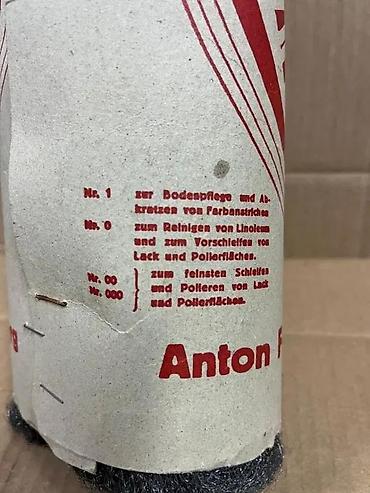 Nr. 1 zur Bodenpflege und Ab-
kratzen von Farbanstrichen
Nr. 0 zum Reinigen von Linoleum
und zum Vorschleifen von
Lack und Polierflächen.
Nr. 00 zum feinsten Schleifen
Nr. 000 und Polieren von Lack
und Polierflächen.
Anton